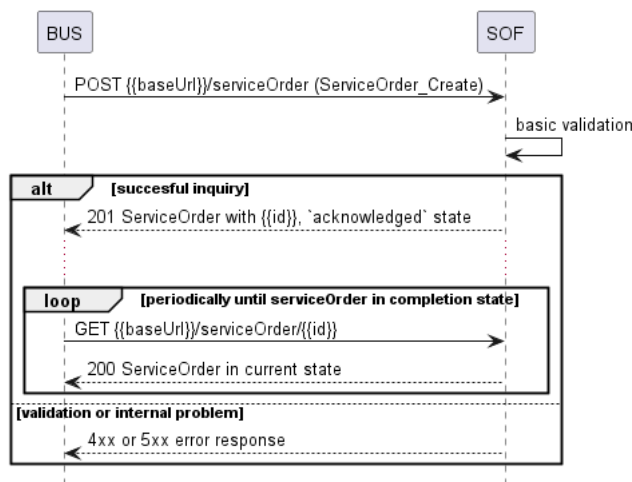 BUS
SOF
POST {{baseUrl}}/serviceOrder (ServiceOrder_Create)
basic validation
alt
[succesful inquiry]
201 ServiceOrder with {{id}}, `acknowledged` state
loop
[periodically until serviceOrder in completion state]
GET {{baseUrl}}/serviceOrder/{{id}}
200 ServiceOrder in current state
[validation or internal problem]
4xx or 5xx error response